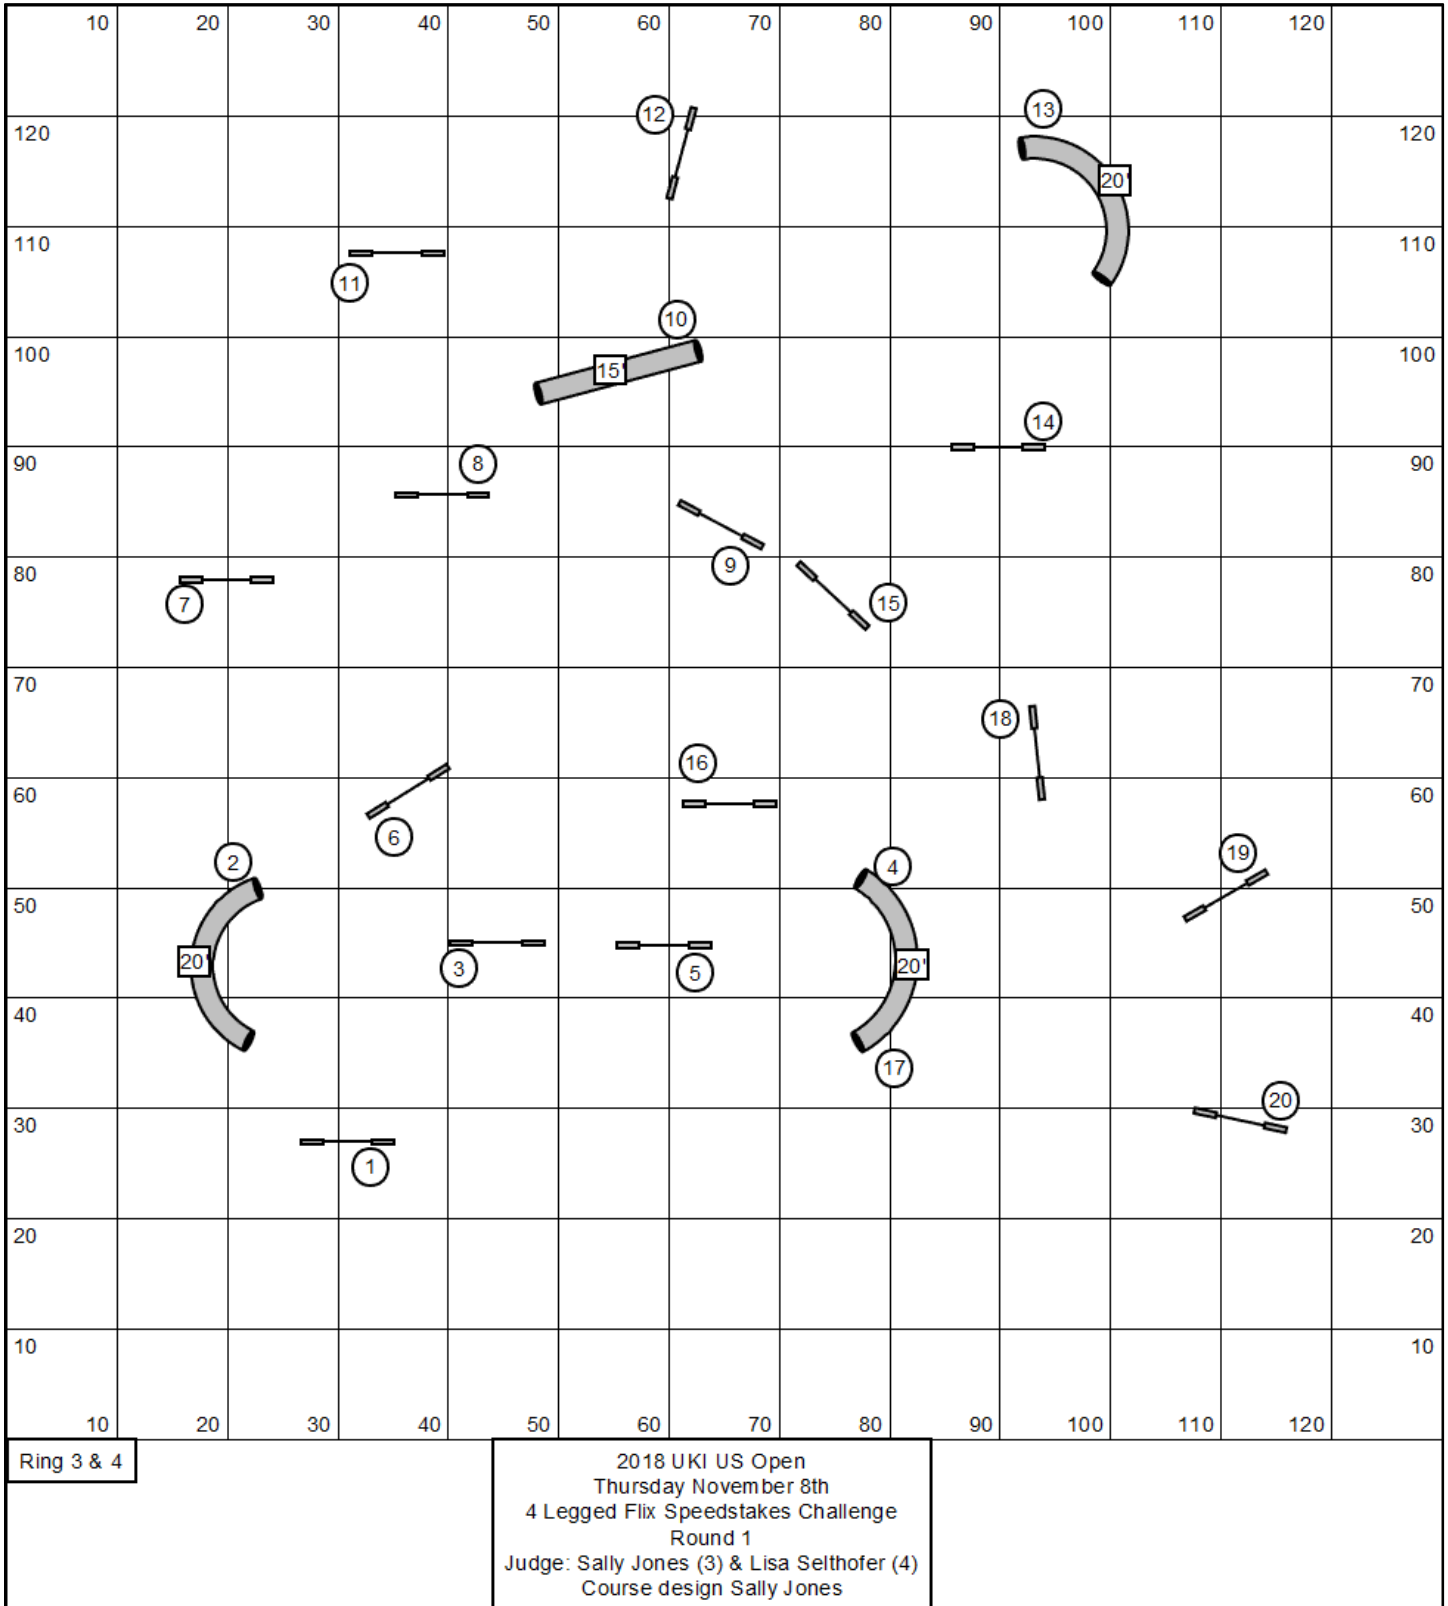 10 20 30 40 50 60 70 80 90 100 110 120
12 13
120 120
20'
110 110
11
10
100 100
15'
14
90 8 90
9
80 80
7 15
70 70
18
16
60 60
6
19
2 4
50 50
20' 3 5 20'
40 40
17
20
30 30
1
20 20
10 10
10 20 30 40 50 60 70 80 90 100 110 120
Ring 3 & 4
2018 UKI US Open
Thursday November 8th
4 Legged Flix Speedstakes Challenge
Round 1
Judge: Sally Jones (3) & Lisa Selthofer (4)
Course design Sally Jones